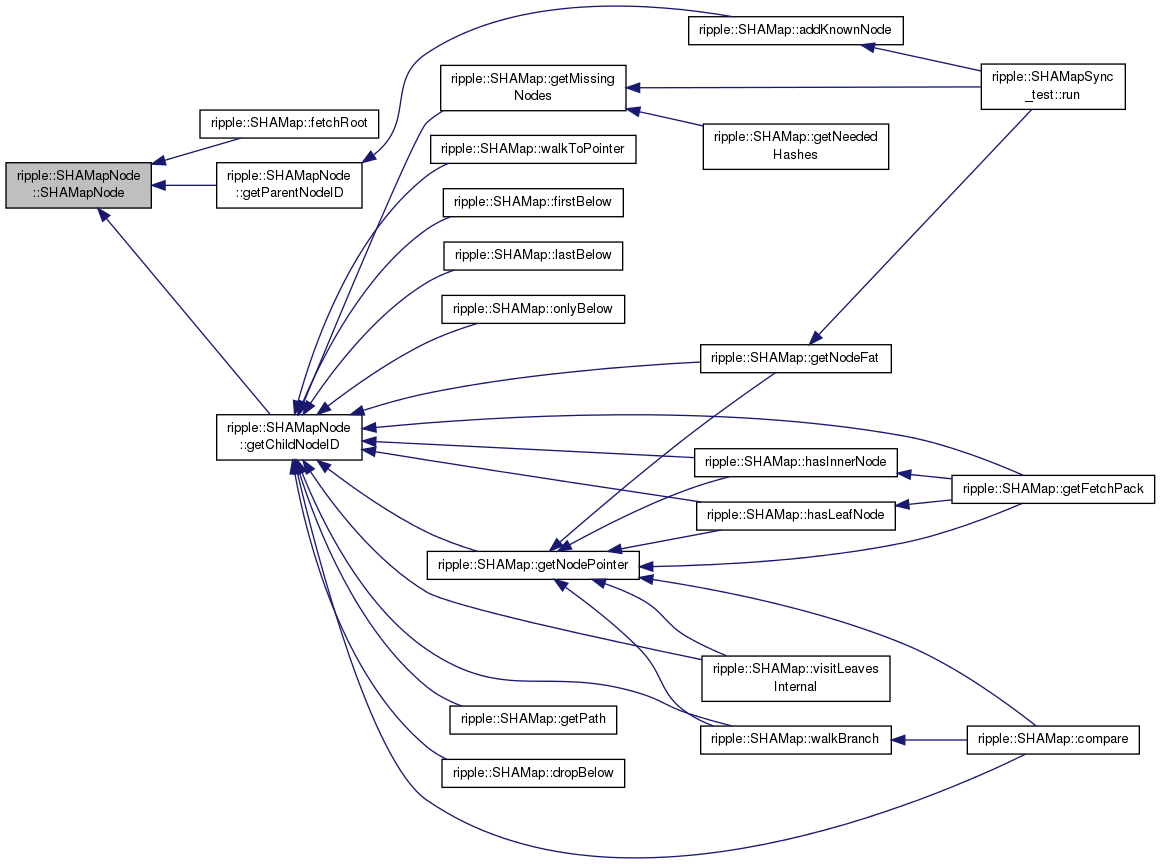 ripple::SHAMap::addKnownNode
ripple::SHAMap::getMissing
Nodes
ripple::SHAMapSync
_test::run
ripple::SHAMap::fetchRoot
ripple::SHAMap::getNeeded
Hashes
ripple::SHAMap::walkToPointer
ripple::SHAMapNode
::SHAMapNode
ripple::SHAMapNode
::getParentNodeID
ripple::SHAMap::firstBelow
ripple::SHAMap::lastBelow
ripple::SHAMap::onlyBelow
ripple::SHAMap::getNodeFat
ripple::SHAMapNode
::getChildNodeID
ripple::SHAMap::hasInnerNode
ripple::SHAMap::getFetchPack
ripple::SHAMap::hasLeafNode
ripple::SHAMap::getNodePointer
ripple::SHAMap::visitLeaves
Internal
ripple::SHAMap::getPath
ripple::SHAMap::walkBranch
ripple::SHAMap::compare
ripple::SHAMap::dropBelow